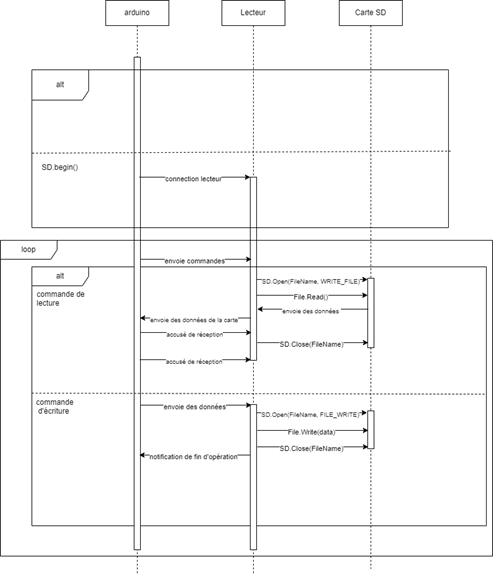 arduino
Lecteur
Carte SD
alt
SD.begin()
connection lecteur
loop
envoie commandes
alt
commande de
lecture
SD.Open(FileName, WRITE_FILE)
File.Read()
envoie des données
envoie des données de la carte
accusé de réception
SD.Close(FileName)
accusé de réception
commande
d'ècriture
envoie des données
SD.Open(FileName, FILE_WRITE)
File.Write(data)
SD.Close(FileName)
notification de fin d'opération